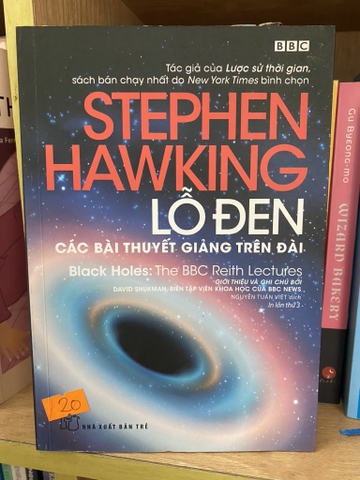 BBC
Tác giả của Lược sử thời gian,
sách bán chạy nhất do New York Times bình chọn
STEPHEN
HAWKING
LỖ ĐEN
CÁC BÀI THUYẾT GIẢNG TRÊN ĐÀI
Black Holes: The BBC Reith Lectures
GIỚI THIỆU VÀ GHI CHÚ BỞI
DAVID SHUKMAN, BIÊN TẬP VIÊN KHOA HỌC CỦA BBC NEWS
NGUYỄN TUẤN VIỆT dịch
In lần thứ 3
120
NHÀ XUẤT BẢN TRẺ
Gu Byeong-mo
WIZARD BAKERY